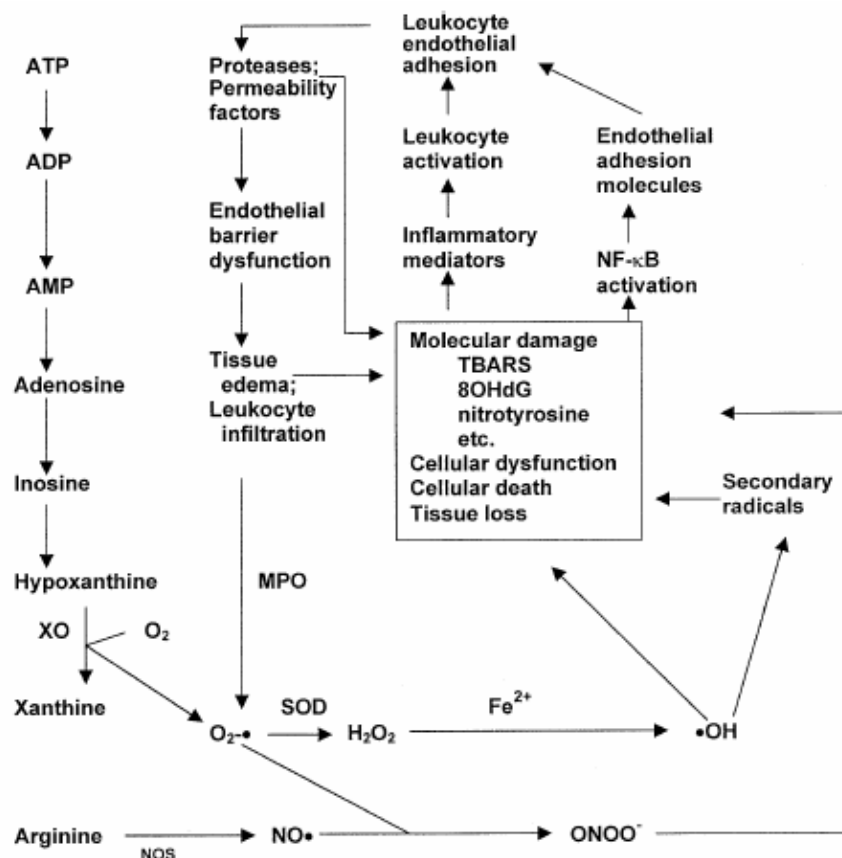 Leukocyte
endothelial
adhesion
ATP
Proteases;
Permeability
factors
ADP
Leukocyte
activation
Endothelial
adhesion
molecules
Endothelial
barrier
dysfunction
Inflammatory
mediators
NF-κB
activation
AMP
Molecular damage
TBARS
8OHdG
nitrotyrosine
etc.
Cellular dysfunction
Cellular death
Tissue loss
Tissue
edema;
Leukocyte
infiltration
Adenosine
Inosine
Secondary
radicals
Hypoxanthine
MPO
XO
O₂
Xanthine
O₂-•
SOD
H₂O₂
Fe²⁺
•OH
Arginine
NOS
NO•
ONOO⁻